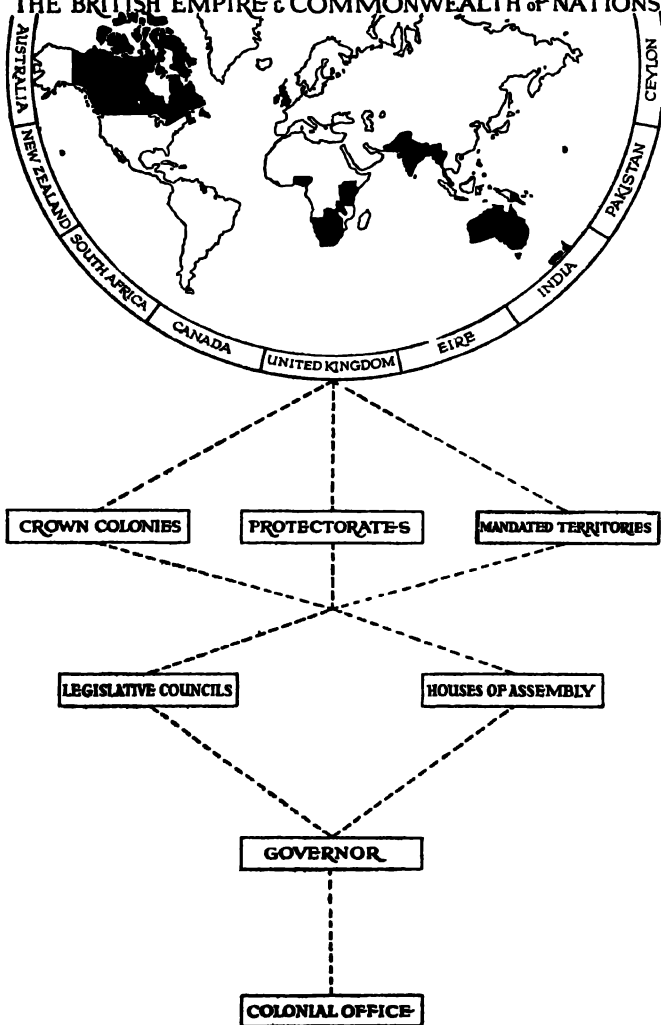 THE BRITISH EMPIRE & COMMONWEALTH of NATIONS
AUSTRALIA
NEW ZEALAND
SOUTH AFRICA
CANADA
UNITED KINGDOM
EIRE
INDIA
PAKISTAN
CEYLON
CROWN COLONIES
PROTECTORATES
MANDATED TERRITORIES
LEGISLATIVE COUNCILS
HOUSES OF ASSEMBLY
GOVERNOR
COLONIAL OFFICE